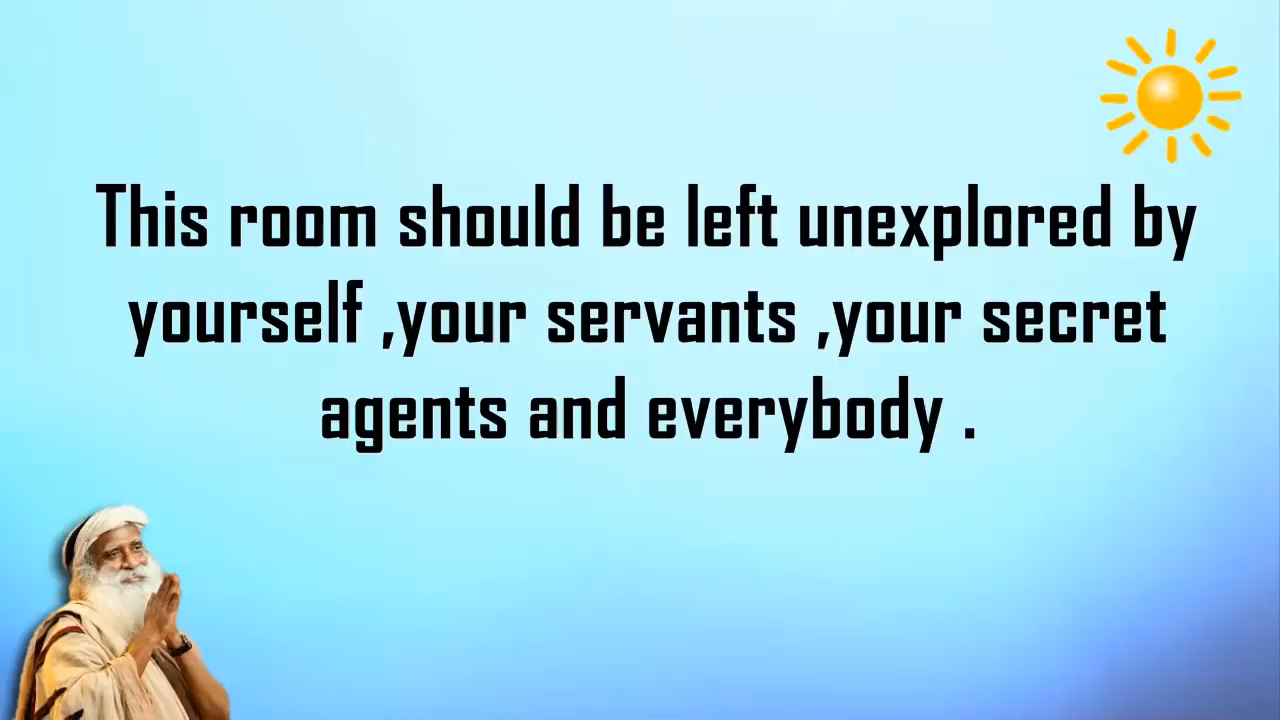 This room should be left unexplored by
yourself ,your servants ,your secret
agents and everybody .